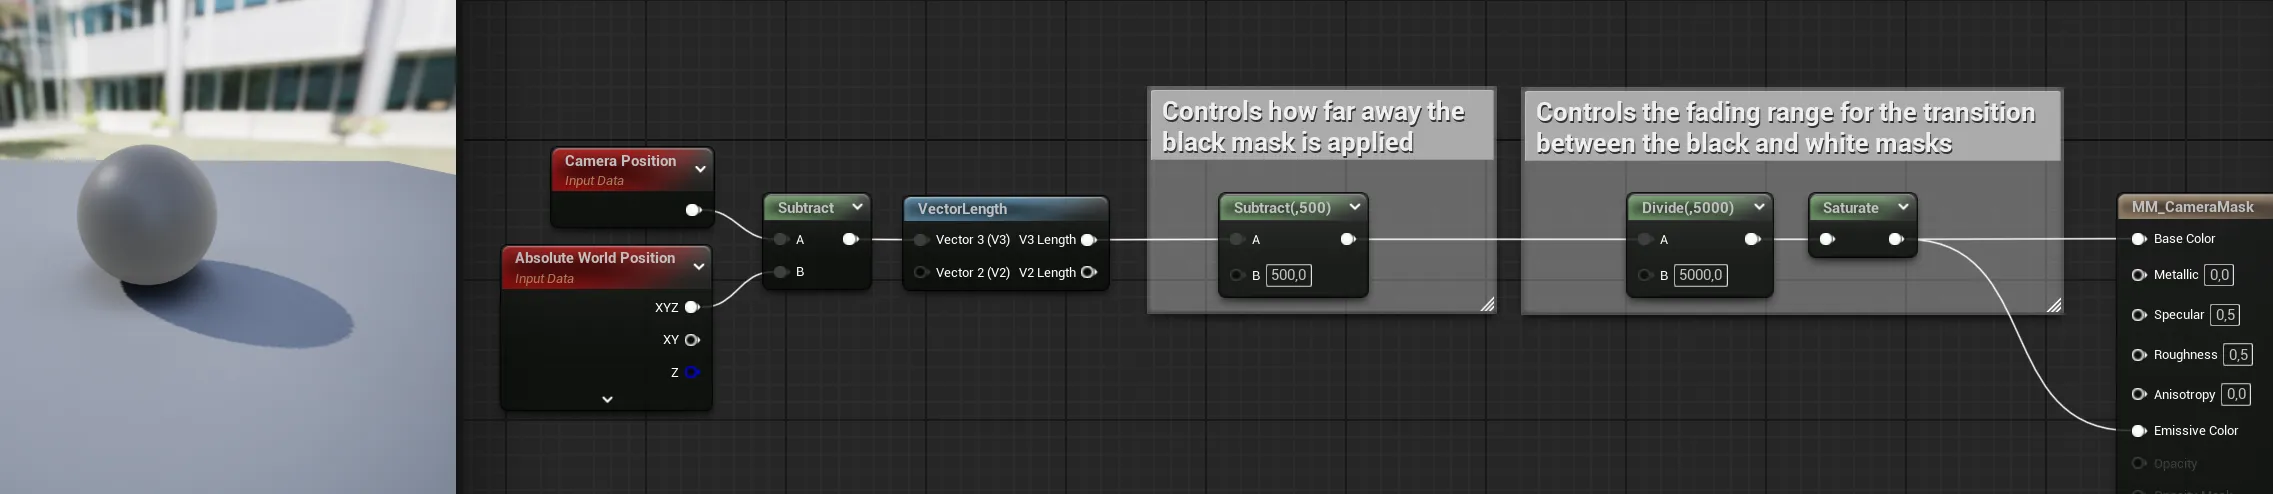 Controls how far away the
black mask is applied
Controls the fading range for the transition
between the black and white masks
Camera Position
Input Data
Absolute World Position
Input Data
XYZ
XY
Z
Subtract
A
B
VectorLength
Vector 3 (V3) V3 Length
Vector 2 (V2) V2 Length
Subtract(,500)
A
B 500,0
Divide(,5000)
A
B 5000,0
Saturate
MM_CameraMask
Base Color
Metallic 0,0
Specular 0,5
Roughness 0,5
Anisotropy 0,0
Emissive Color
Opacity